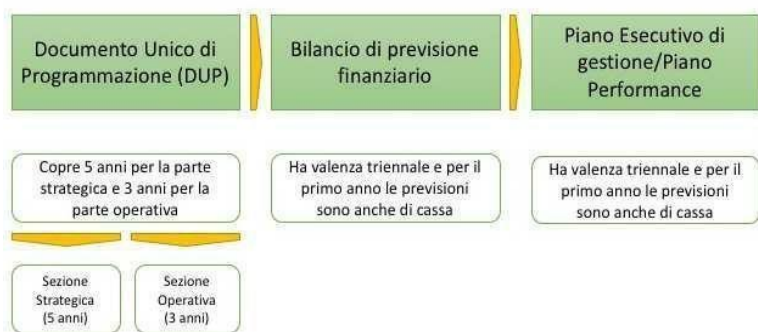 Documento Unico di
Programmazione (DUP)
Bilancio di previsione
finanziario
Piano Esecutivo di
gestione/Piano
Performance
Copre 5 anni per la parte
strategica e 3 anni per la
parte operativa
Ha valenza triennale e per il
primo anno le previsioni
sono anche di cassa
Ha valenza triennale e per il
primo anno le previsioni
sono anche di cassa
Sezione
Strategica
(5 anni)
Sezione
Operativa
(3 anni)